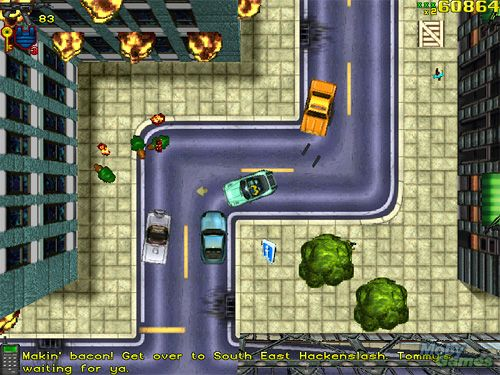 83
60864
Makin' bacon! Get over to South East Hackenslash. Tommy's
waiting for ya.